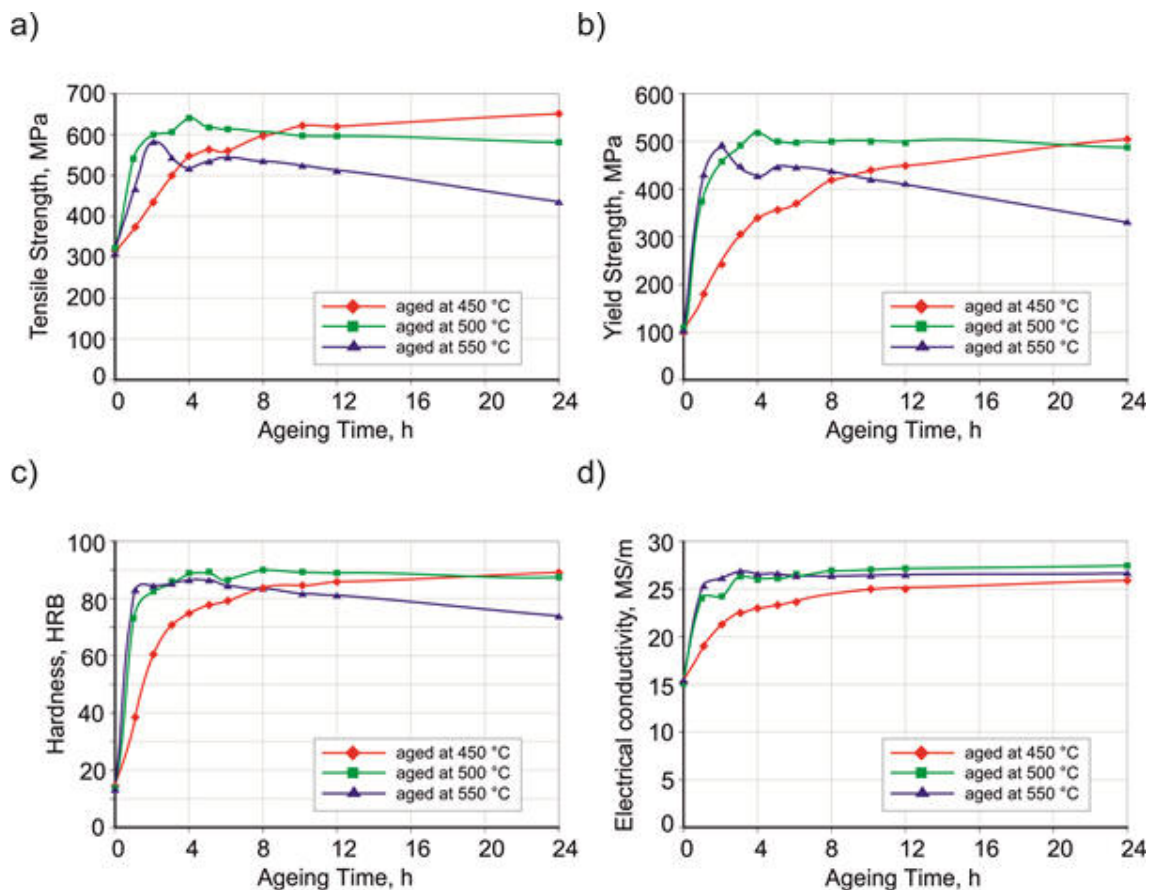 a)
Tensile Strength, MPa
700
600
500
400
300
200
100
0
aged at 450 °C
aged at 500 °C
aged at 550 °C
0 4 8 12 16 20 24
Ageing Time, h
b)
Yield Strength, MPa
600
500
400
300
200
100
0
aged at 450 °C
aged at 500 °C
aged at 550 °C
0 4 8 12 16 20 24
Ageing Time, h
c)
Hardness, HRB
100
80
60
40
20
0
aged at 450 °C
aged at 500 °C
aged at 550 °C
0 4 8 12 16 20 24
Ageing Time, h
d)
Electrical conductivity, MS/m
30
25
20
15
10
5
0
aged at 450 °C
aged at 500 °C
aged at 550 °C
0 4 8 12 16 20 24
Ageing Time, h